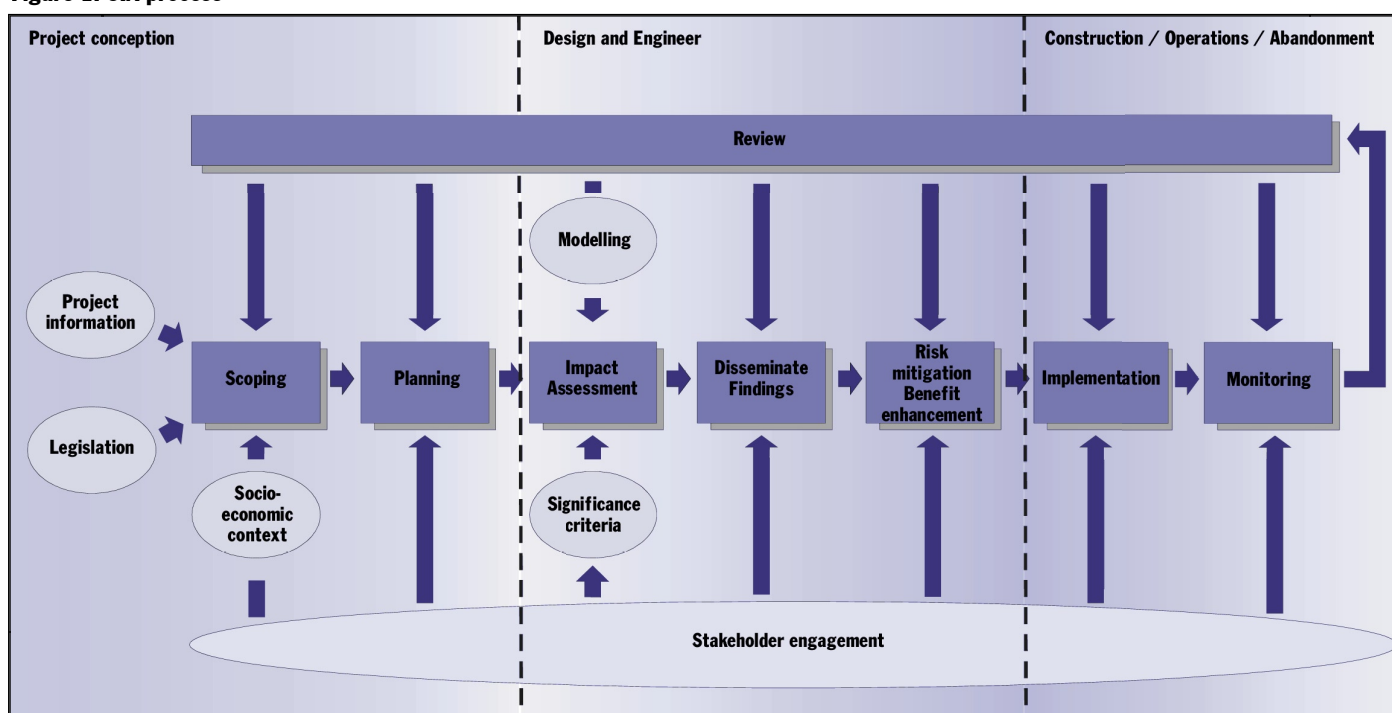 Project conception
Design and Engineer
Construction / Operations / Abandonment
Review
Modelling
Project
information
Scoping
Planning
Impact
Assessment
Disseminate
Findings
Risk
mitigation
Benefit
enhancement
Implementation
Monitoring
Legislation
Socio-
economic
context
Significance
criteria
Stakeholder engagement